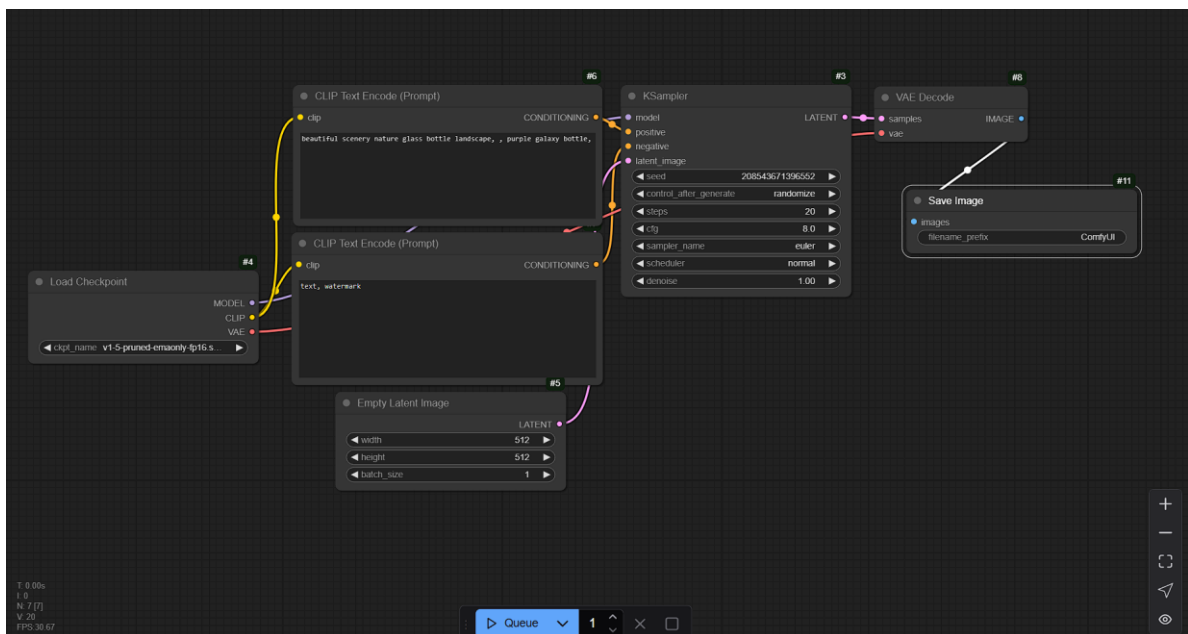 #6
CLIP Text Encode (Prompt)
clip
CONDITIONING
beautiful scenery nature glass bottle landscape, , purple galaxy bottle,
CLIP Text Encode (Prompt)
clip
CONDITIONING
text, watermark
#4
Load Checkpoint
MODEL
CLIP
VAE
ckpt_name v1-5-pruned-emaonly-fp16.s...
#5
Empty Latent Image
LATENT
width 512
height 512
batch_size 1
#3
KSampler
model LATENT
positive
negative
latent_image
seed 208543671396552
control_after_generate randomize
steps 20
cfg 8.0
sampler_name euler
scheduler normal
denoise 1.00
#8
VAE Decode
samples IMAGE
vae
#11
Save Image
images
filename_prefix ComfyUI
T: 0.00s
I: 0
N: 7 [7]
V: 20
FPS:30.67
Queue 1